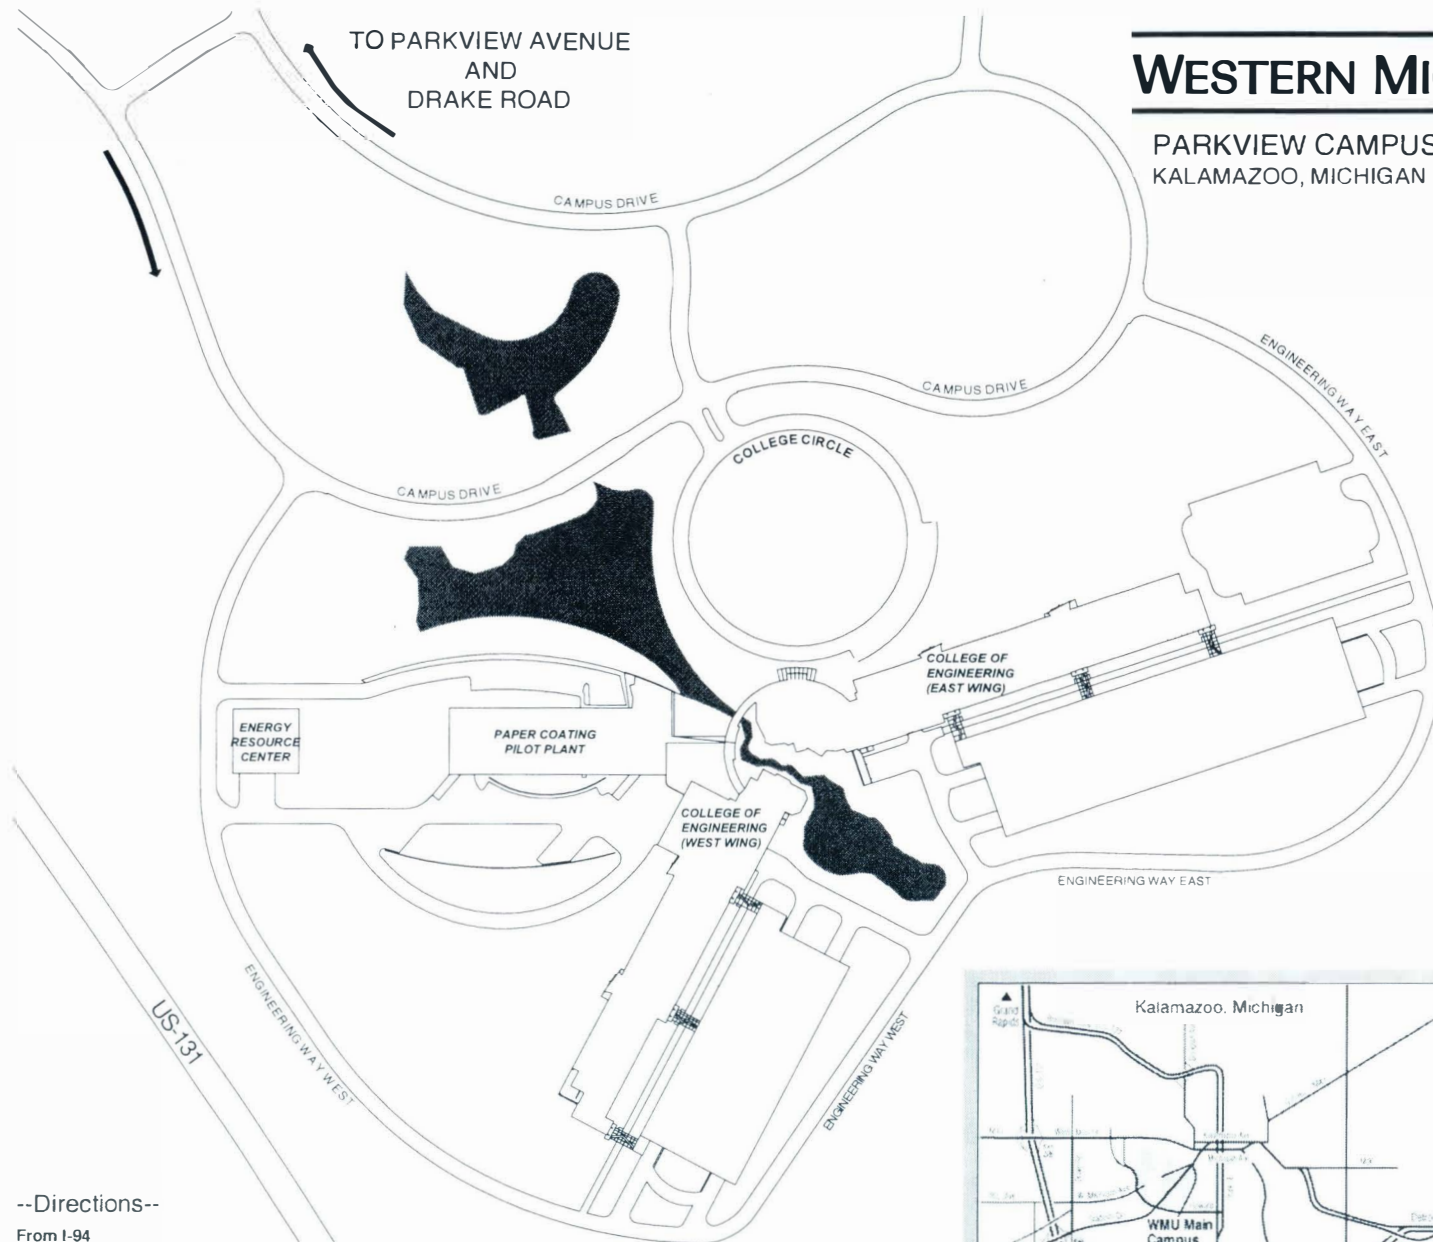 TO PARKVIEW AVENUE
AND
DRAKE ROAD
WESTERN MI
PARKVIEW CAMPUS
KALAMAZOO, MICHIGAN
CAMPUS DRIVE
ENGINEERING WAY EAST
CAMPUS DRIVE
COLLEGE CIRCLE
CAMPUS DRIVE
COLLEGE OF
ENGINEERING
(EAST WING)
ENERGY
RESOURCE
CENTER
PAPER COATING
PILOT PLANT
COLLEGE OF
ENGINEERING
(WEST WING)
ENGINEERING WAY EAST
ENGINEERING WAY WEST
US-131
ENGINEERING WAY WEST
Kalamazoo, Michigan
Grand
Rapids
WMU Main
Campus
--Directions--
From I-94